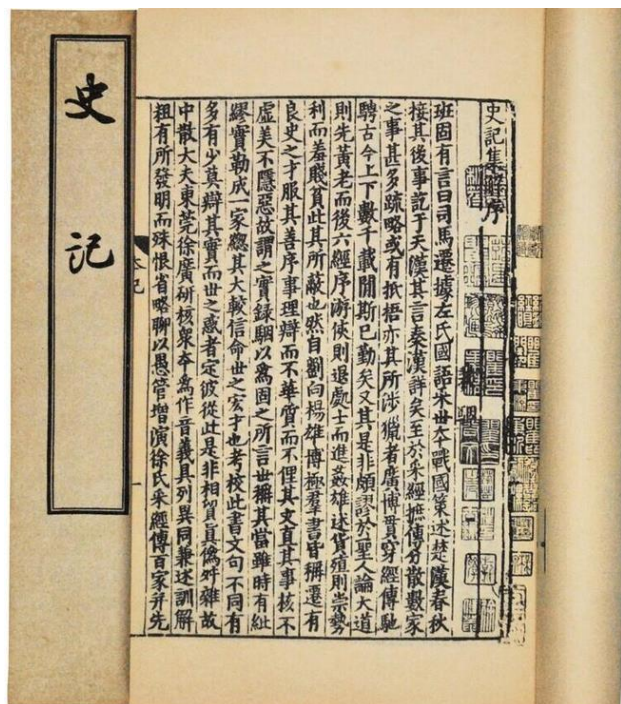 史記
史記集解序
班固有言曰司馬遷據左氏國語采世夲戰國策述楚漢春秋
接其後事訖于天漢其言秦漢詳矣至於采經摭傳分散數家
之事甚多疏略或有抵梧亦其所涉獵者廣博貫穿經傳馳
騁古今上下數千載閒斯已勤矣又其是非頗謬於聖人論大道
則先黃老而後六經序游俠則退處士而進姦雄述貨殖則崇勢
利而羞賤貧此其所蔽也然自劉向揚雄博極羣書皆稱遷有
良史之才服其善序事理辯而不華質而不俚其文直其事核不
虛美不隱惡故謂之實錄駰以爲固之所言世稱其當雖時有紕
繆實勒成一家總其大較信命世之宏才也考校此書文句不同有
多有少莫辯其實而世之惑者定彼從此是非相貿眞僞舛雜故
中散大夫東莞徐廣研核衆夲爲作音義具列異同兼述訓解
粗有所發明而殊恨省略聊以愚管增演徐氏采經傳百家并先